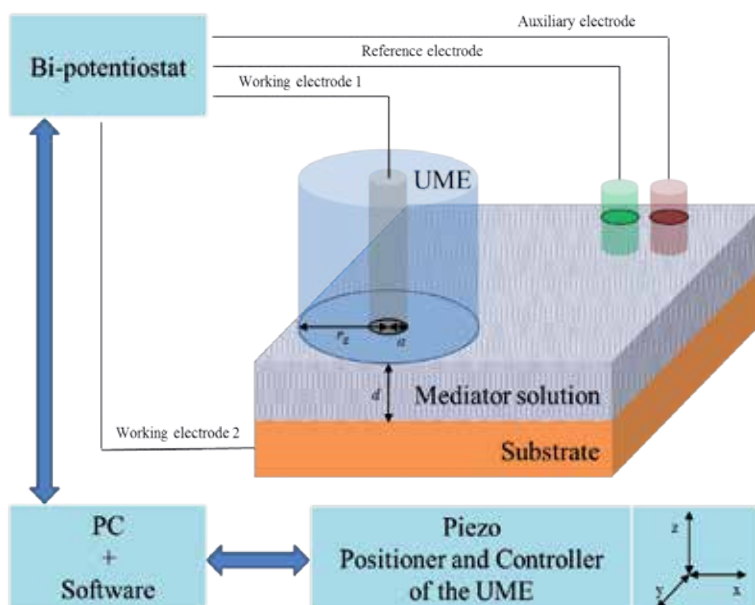 Auxiliary electrode
Reference electrode
Bi-potentiostat
Working electrode 1
UME
r_g
a
d
Mediator solution
Working electrode 2
Substrate
PC
+
Software
Piezo
Positioner and Controller
of the UME
z
y
x